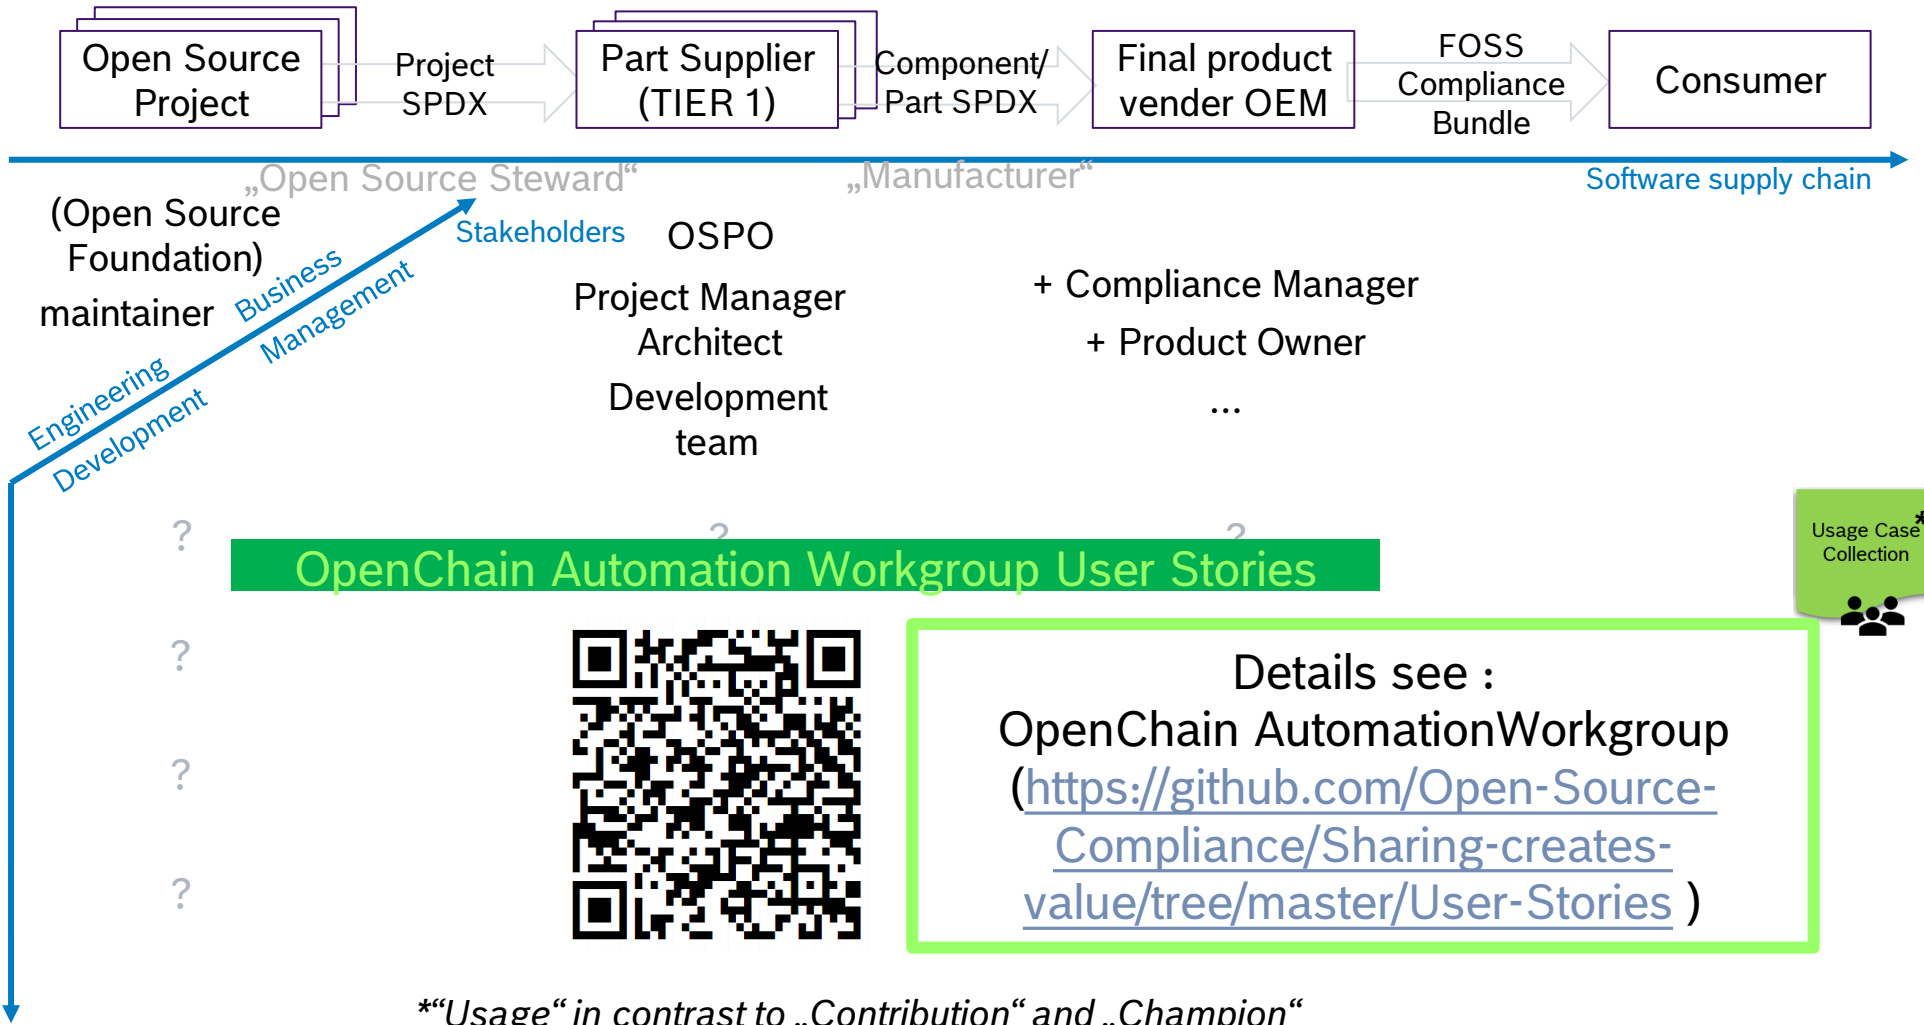 Open Source
Project
Project
SPDX
Part Supplier
(TIER 1)
Component/
Part SPDX
Final product
vender OEM
FOSS
Compliance
Bundle
Consumer
„Open Source Steward“
„Manufacturer“
Software supply chain
(Open Source
Foundation)
maintainer
Stakeholders
Business
Management
Engineering
Development
OSPO
Project Manager
Architect
Development
team
+ Compliance Manager
+ Product Owner
...
?
?
?
OpenChain Automation Workgroup User Stories
Usage Case*
Collection
?
?
?
Details see :
OpenChain AutomationWorkgroup
(https://github.com/Open-Source-
Compliance/Sharing-creates-
value/tree/master/User-Stories )
*“Usage“ in contrast to „Contribution“ and „Champion“